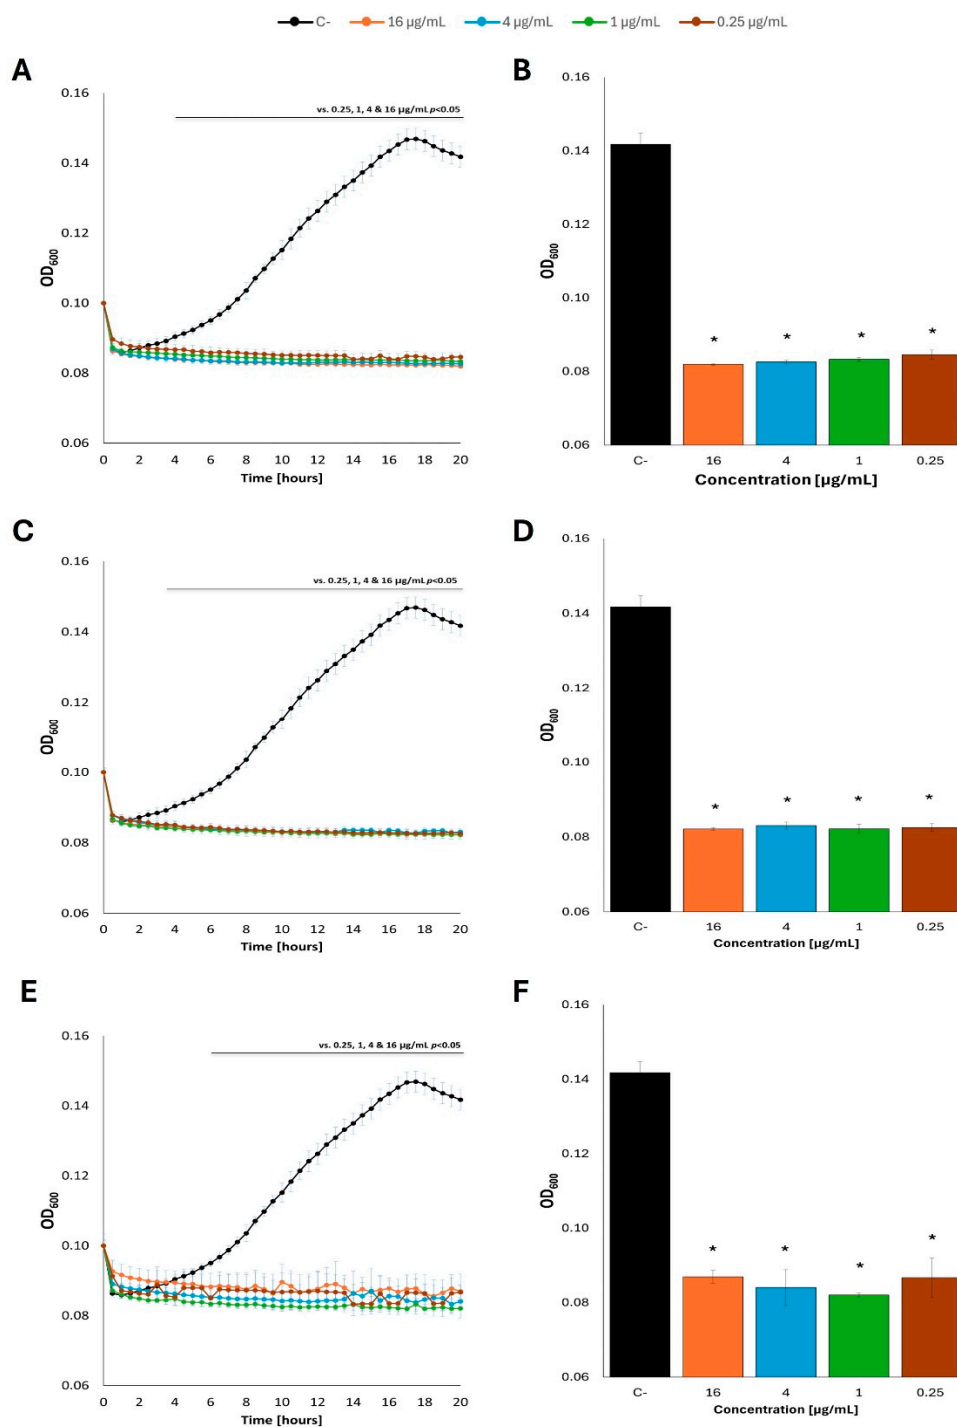 C- 16 µg/mL 4 µg/mL 1 µg/mL 0.25 µg/mL
A
vs. 0.25, 1, 4 & 16 µg/mL p<0.05
0.16
0.14
0.12
0.10
0.08
0.06
OD600
0 2 4 6 8 10 12 14 16 18 20
Time [hours]
B
0.16
0.14
0.12
0.10
0.08
0.06
OD600
* * * *
C- 16 4 1 0.25
Concentration [µg/mL]
C
vs. 0.25, 1, 4 & 16 µg/mL p<0.05
0.16
0.14
0.12
0.10
0.08
0.06
OD600
0 2 4 6 8 10 12 14 16 18 20
Time [hours]
D
0.16
0.14
0.12
0.10
0.08
0.06
OD600
* * * *
C- 16 4 1 0.25
Concentration [µg/mL]
E
vs. 0.25, 1, 4 & 16 µg/mL p<0.05
0.16
0.14
0.12
0.10
0.08
0.06
OD600
0 2 4 6 8 10 12 14 16 18 20
Time [hours]
F
0.16
0.14
0.12
0.10
0.08
0.06
OD600
* * * *
C- 16 4 1 0.25
Concentration [µg/mL]